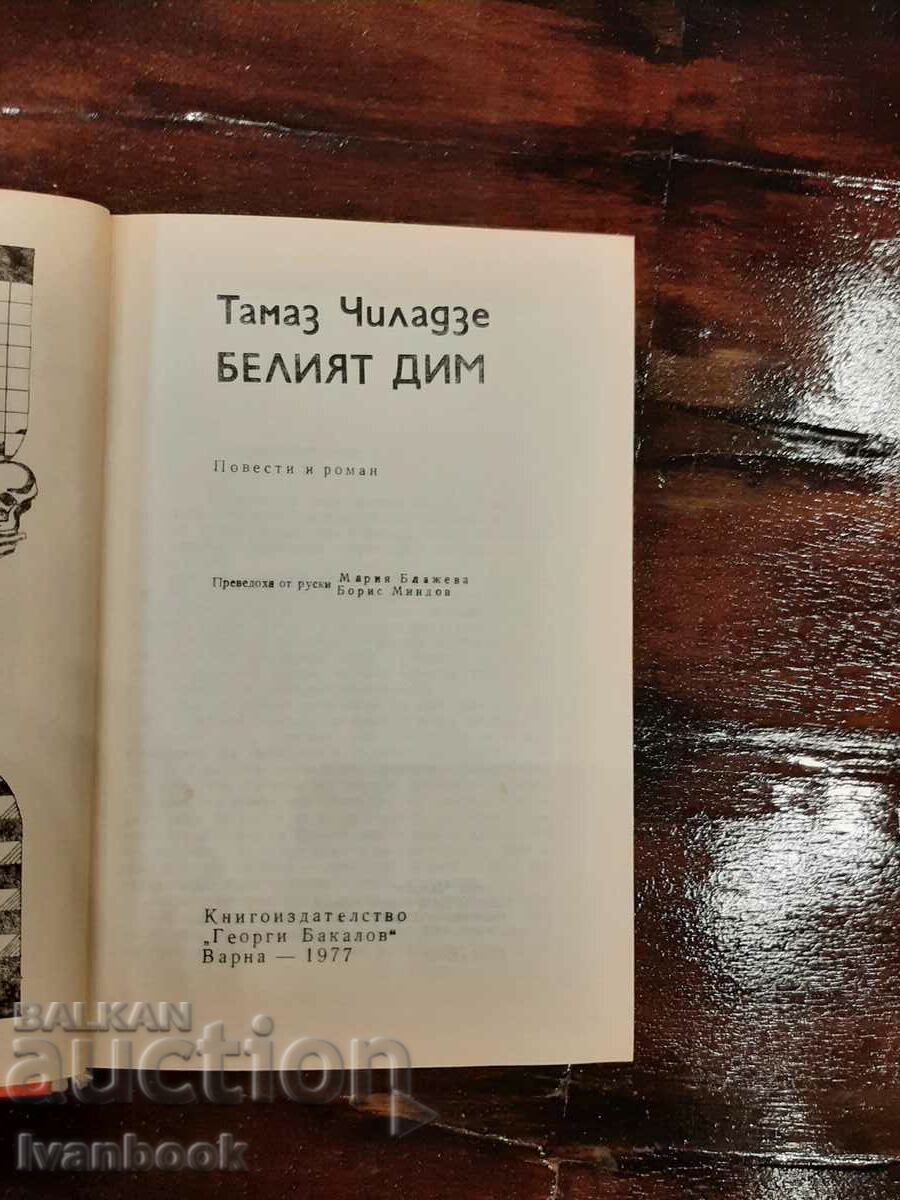 Тамаз Чиладзе
БЕЛИЯТ ДИМ
Повести и роман
Преведоха от руски Мария Блажева
Борис Миндов
Книгоиздателство
„Георги Бакалов“
Варна — 1977
BALKAN
auction
Ivanbook